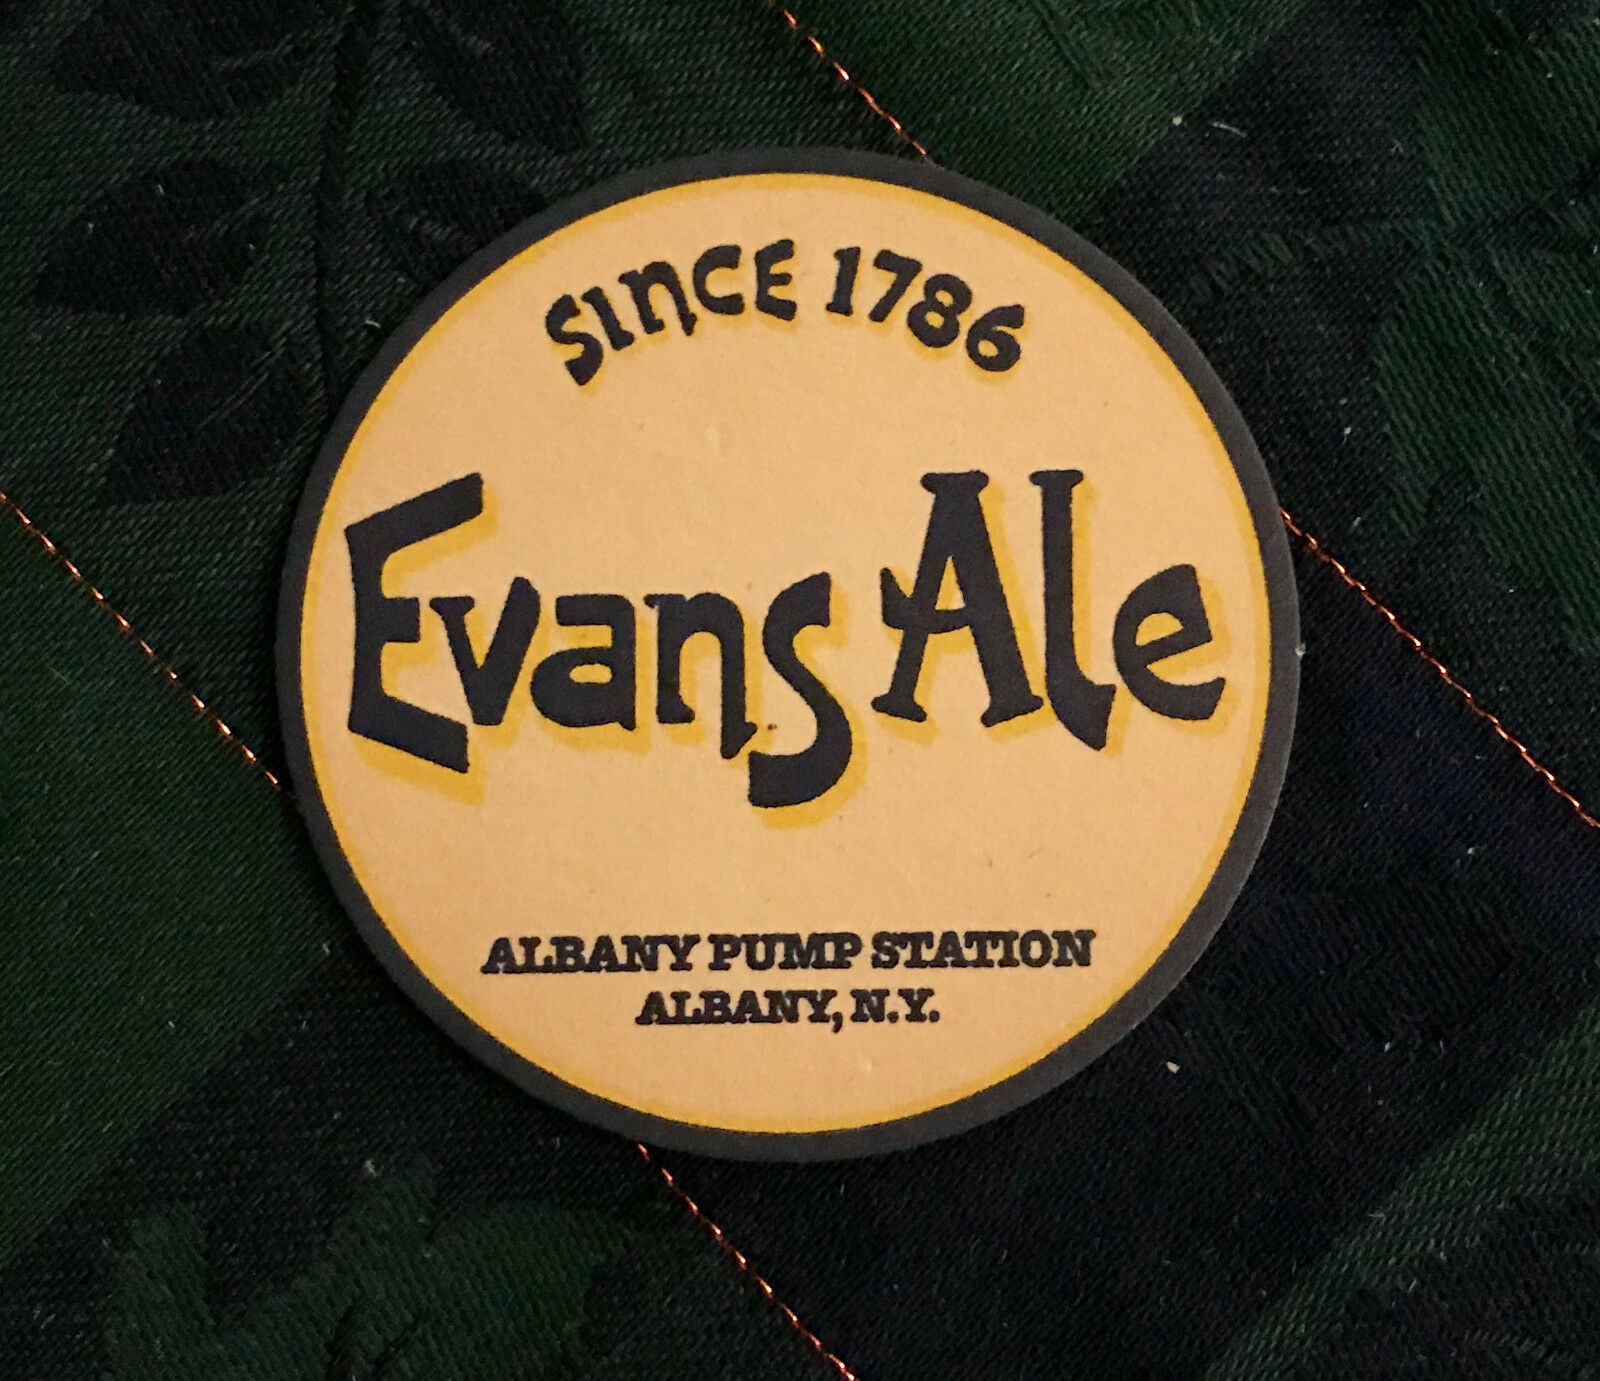 SINCE 1786
Evans Ale
ALBANY PUMP STATION
ALBANY, N.Y.